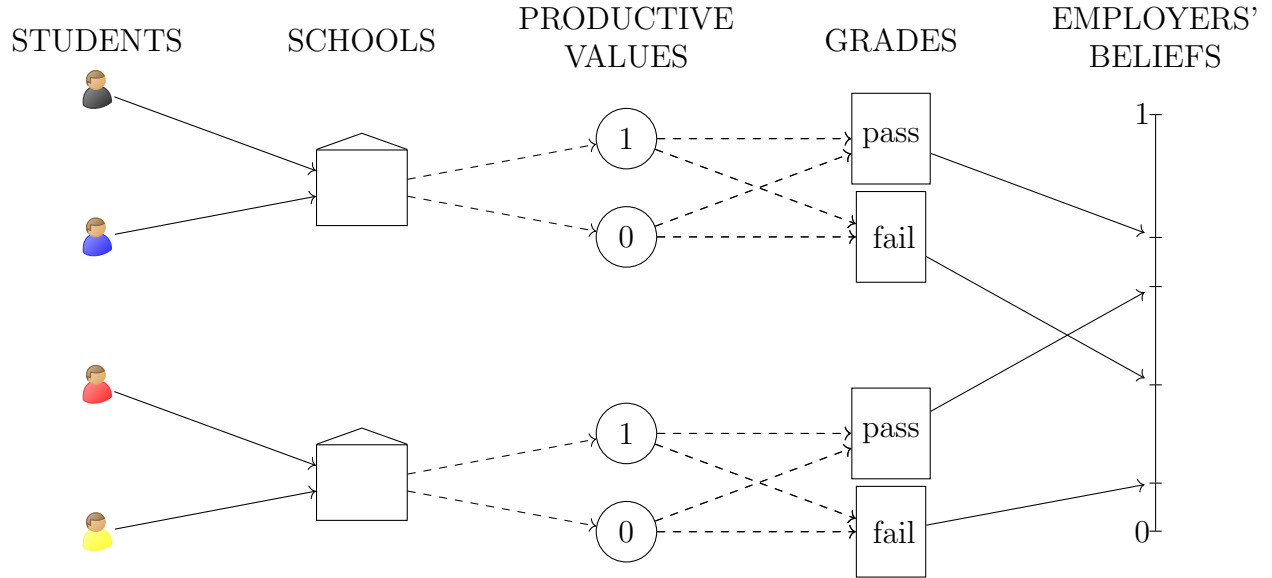 STUDENTS
SCHOOLS
PRODUCTIVE
VALUES
GRADES
EMPLOYERS'
BELIEFS
1
pass
1
0
fail
pass
1
0
fail
0